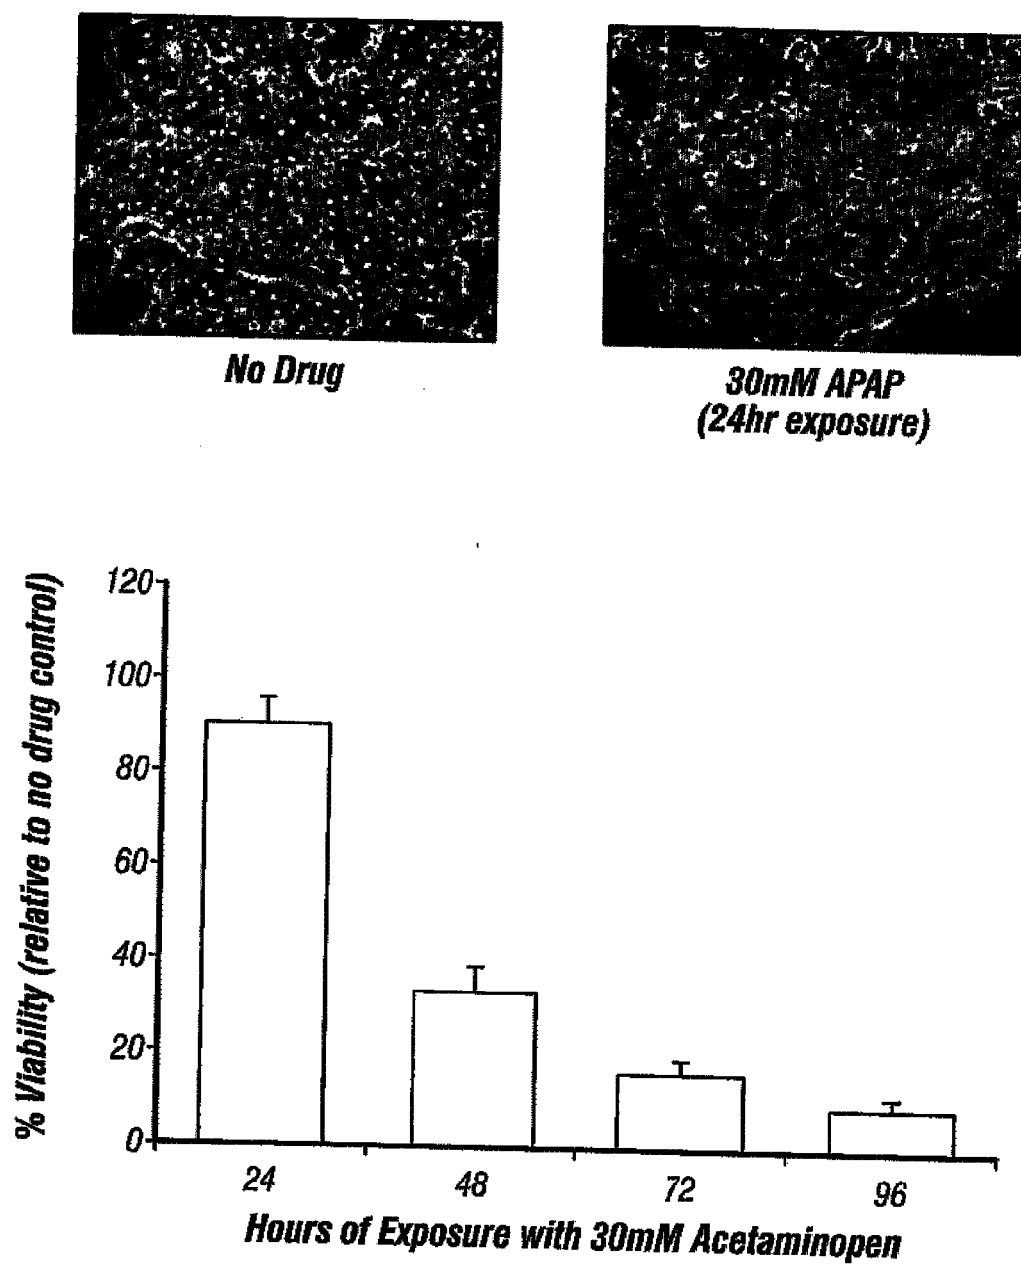 No Drug
30mM APAP
(24hr exposure)
% Viability (relative to no drug control)
120
100
80
60
40
20
0
24
48
72
96
Hours of Exposure with 30mM Acetaminopen